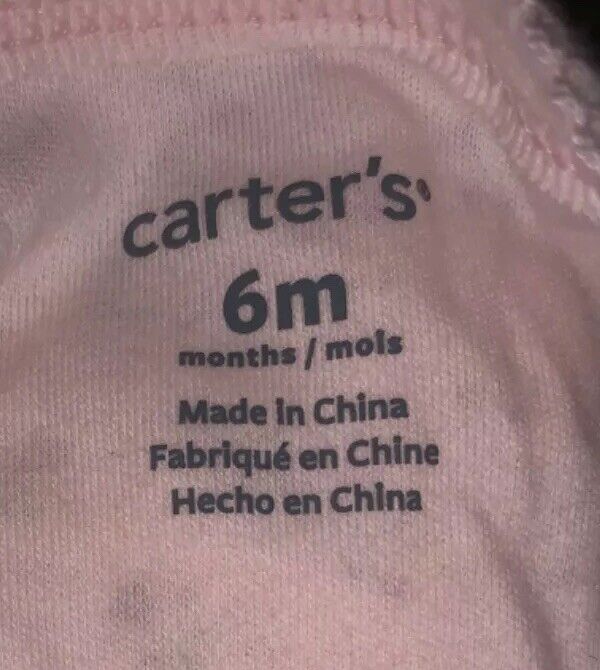 carter's
6m
months / mois
Made in China
Fabriqué en Chine
Hecho en China